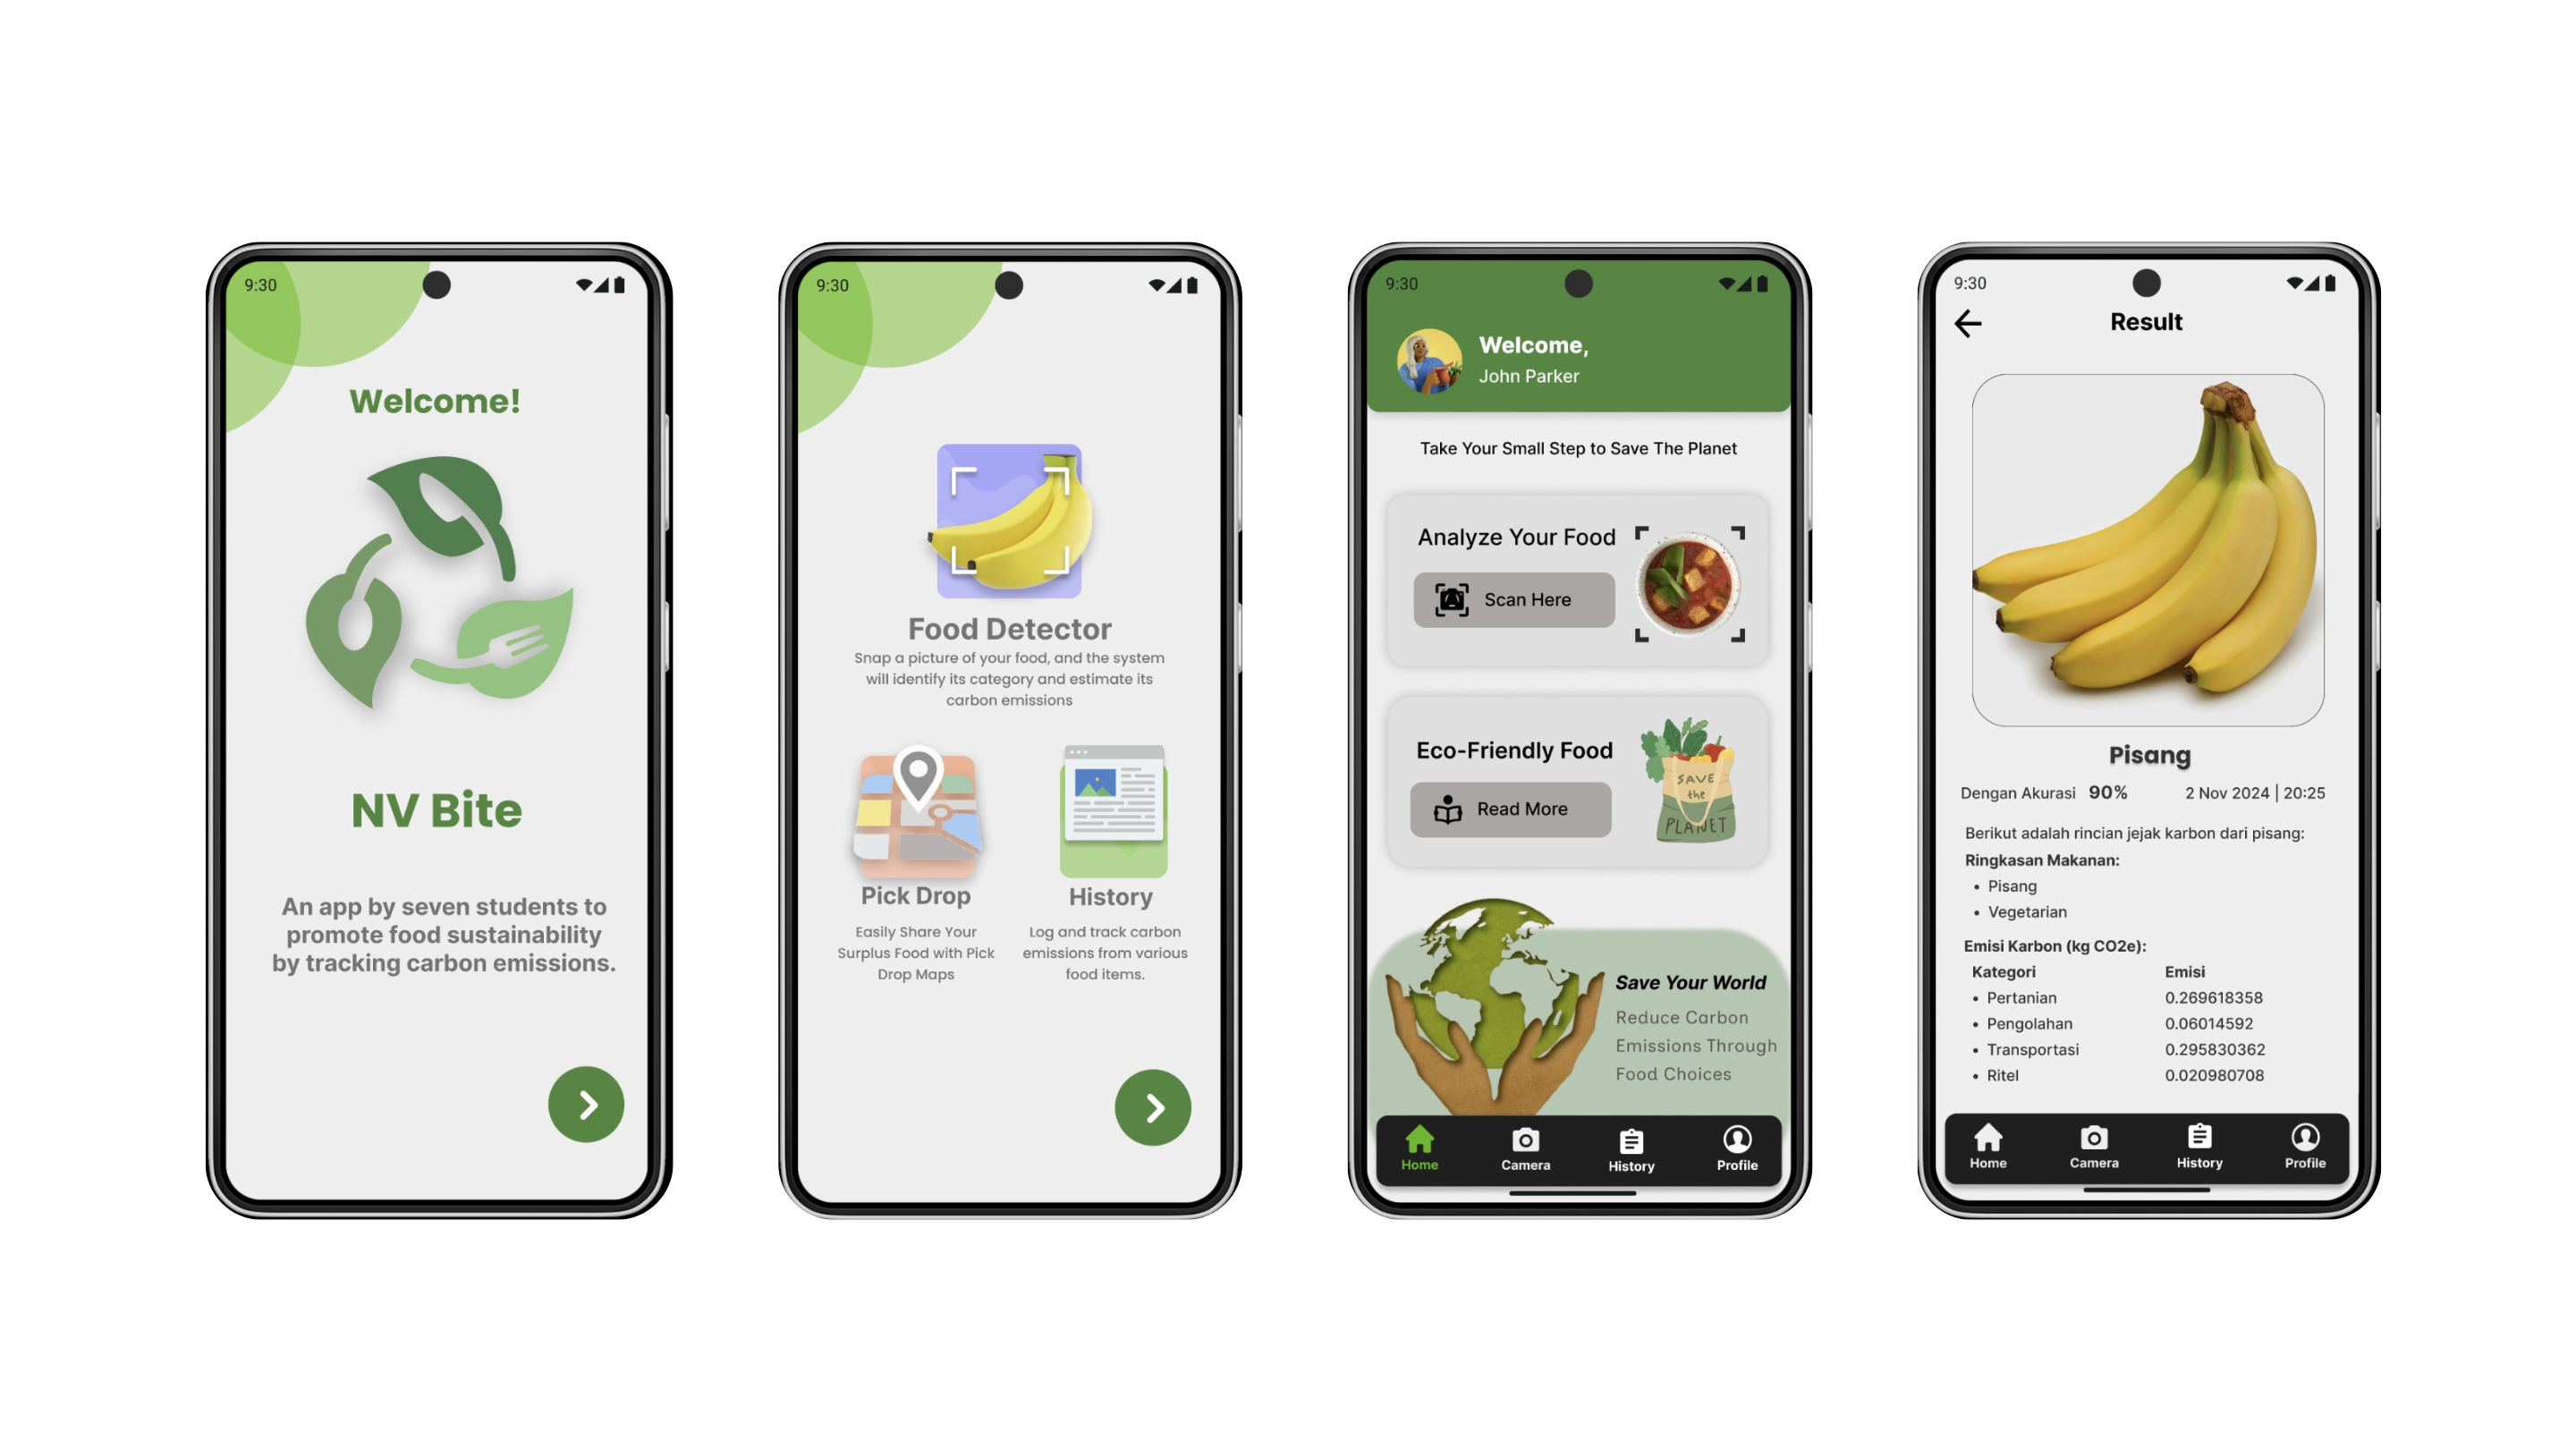 9:30
Welcome!
NV Bite
An app by seven students to
promote food sustainability
by tracking carbon emissions.
9:30
Food Detector
Snap a picture of your food, and the system
will identify its category and estimate its
carbon emissions
Pick Drop
Easily Share Your
Surplus Food with Pick
Drop Maps
History
Log and track carbon
emissions from various
food items.
9:30
Welcome,
John Parker
Take Your Small Step to Save The Planet
Analyze Your Food
Scan Here
Eco-Friendly Food
Read More
SAVE
the
PLANET
Save Your World
Reduce Carbon
Emissions Through
Food Choices
Home Camera History Profile
9:30
Result
Pisang
Dengan Akurasi 90% 2 Nov 2024 | 20:25
Berikut adalah rincian jejak karbon dari pisang:
Ringkasan Makanan:
• Pisang
• Vegetarian
Emisi Karbon (kg CO2e):
Kategori Emisi
• Pertanian 0.269618358
• Pengolahan 0.06014592
• Transportasi 0.295830362
• Ritel 0.020980708
Home Camera History Profile